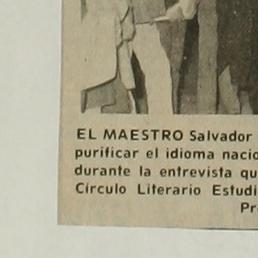 EL MAESTRO Salvador
purificar el idioma nacio
durante la entrevista qu
Círculo Literario Estudi
Pr